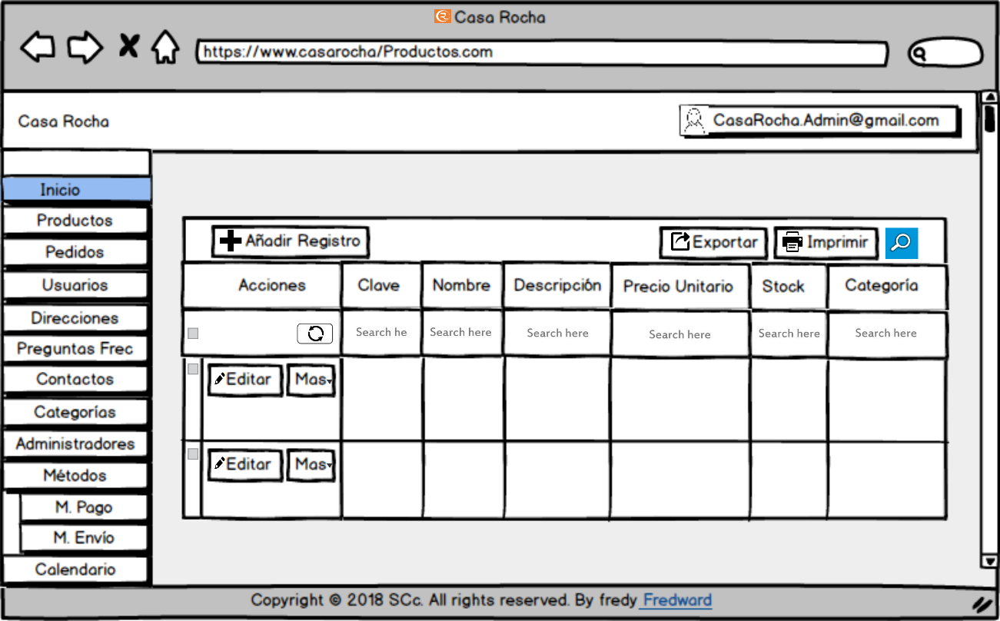 Casa Rocha
https://www.casarocha/Productos.com
Casa Rocha
CasaRocha.Admin@gmail.com
Inicio
Productos
Pedidos
Usuarios
Direcciones
Preguntas Frec
Contactos
Categorías
Administradores
Métodos
M. Pago
M. Envío
Calendario
Añadir Registro
Exportar
Imprimir
Acciones Clave Nombre Descripción Precio Unitario Stock Categoría
Search he Search here Search here Search here Search here Search here
Editar Mas
Editar Mas
Copyright © 2018 SCc. All rights reserved. By fredy Fredward